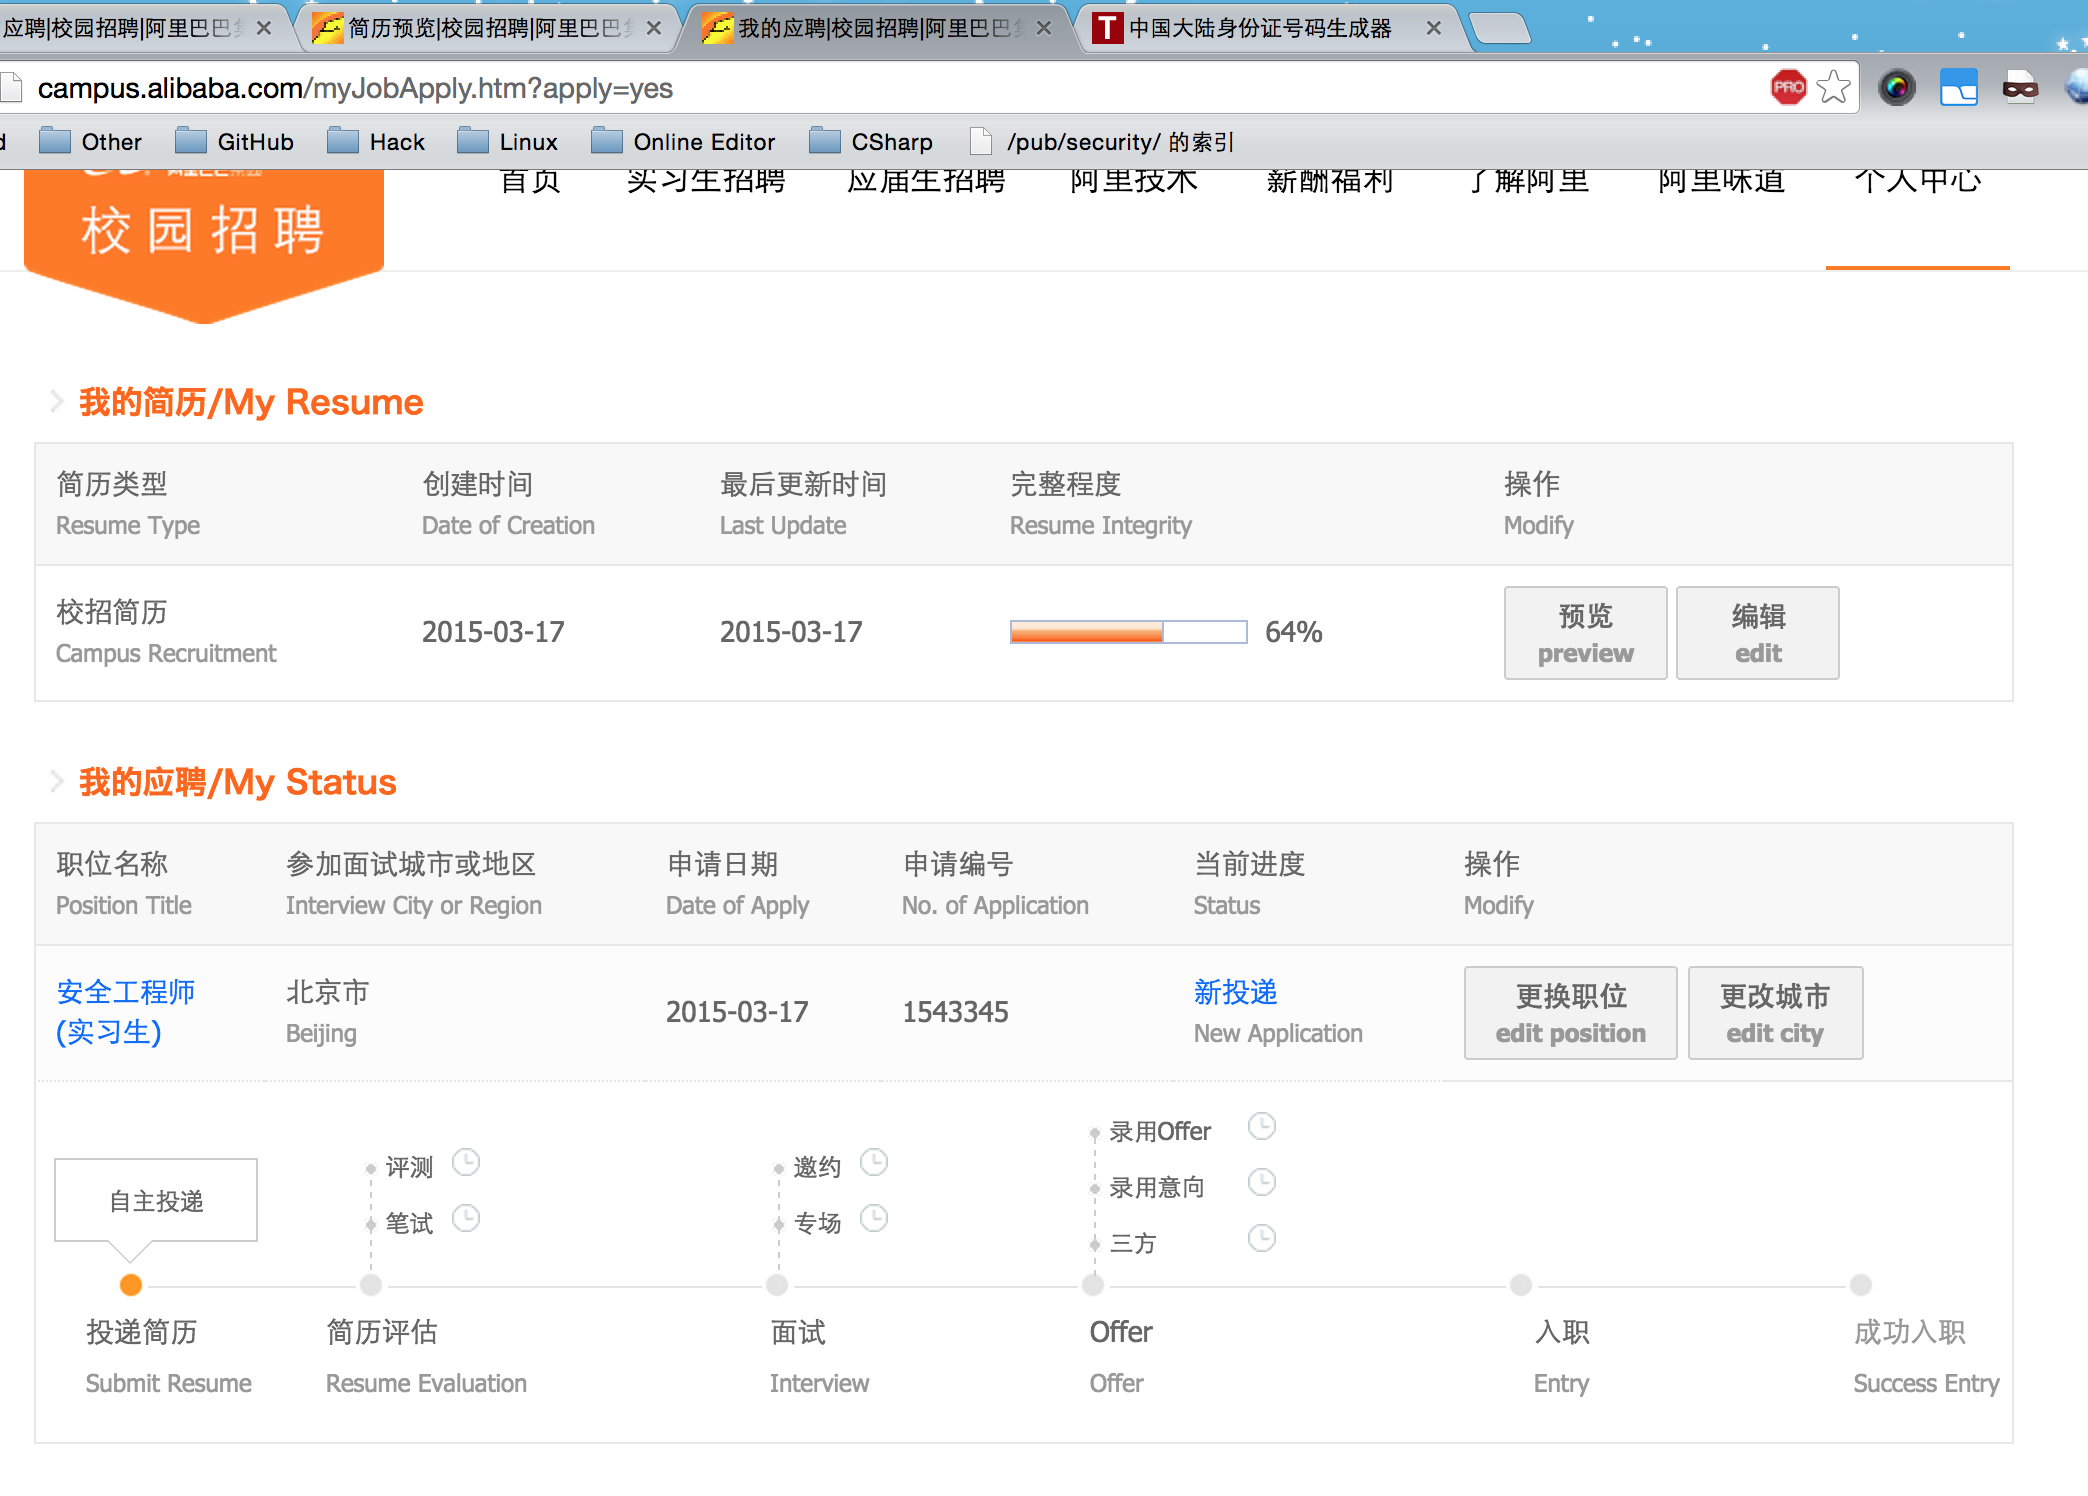 应聘|校园招聘|阿里巴巴
简历预览|校园招聘|阿里巴巴
我的应聘|校园招聘|阿里巴巴
T 中国大陆身份证号码生成器
campus.alibaba.com/myJobApply.htm?apply=yes
PRO
Other GitHub Hack Linux Online Editor CSharp /pub/security/ 的索引
首页 实习生招聘 应届生招聘 阿里技术 薪酬福利 了解阿里 阿里味道 个人中心
校园招聘
我的简历/My Resume
简历类型 创建时间 最后更新时间 完整程度 操作
Resume Type Date of Creation Last Update Resume Integrity Modify
校招简历 2015-03-17 2015-03-17 64% 预览 编辑
Campus Recruitment preview edit
我的应聘/My Status
职位名称 参加面试城市或地区 申请日期 申请编号 当前进度 操作
Position Title Interview City or Region Date of Apply No. of Application Status Modify
安全工程师 北京市 2015-03-17 1543345 新投递 更换职位 更改城市
(实习生) Beijing New Application edit position edit city
录用Offer
评测 邀约
录用意向
自主投递
笔试 专场
三方
投递简历 简历评估 面试 Offer 入职 成功入职
Submit Resume Resume Evaluation Interview Offer Entry Success Entry